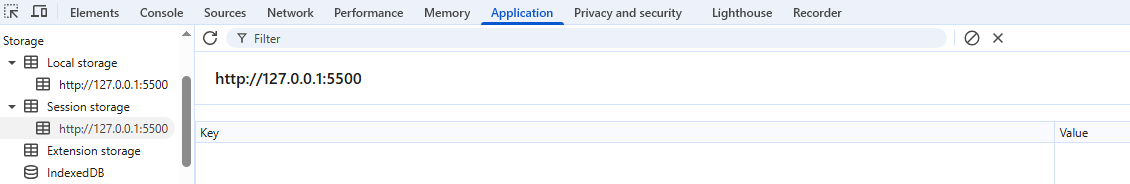 Elements Console Sources Network Performance Memory Application Privacy and security Lighthouse Recorder
Storage
Local storage
http://127.0.0.1:5500
Session storage
http://127.0.0.1:5500
Extension storage
IndexedDB
Filter
http://127.0.0.1:5500
Key Value